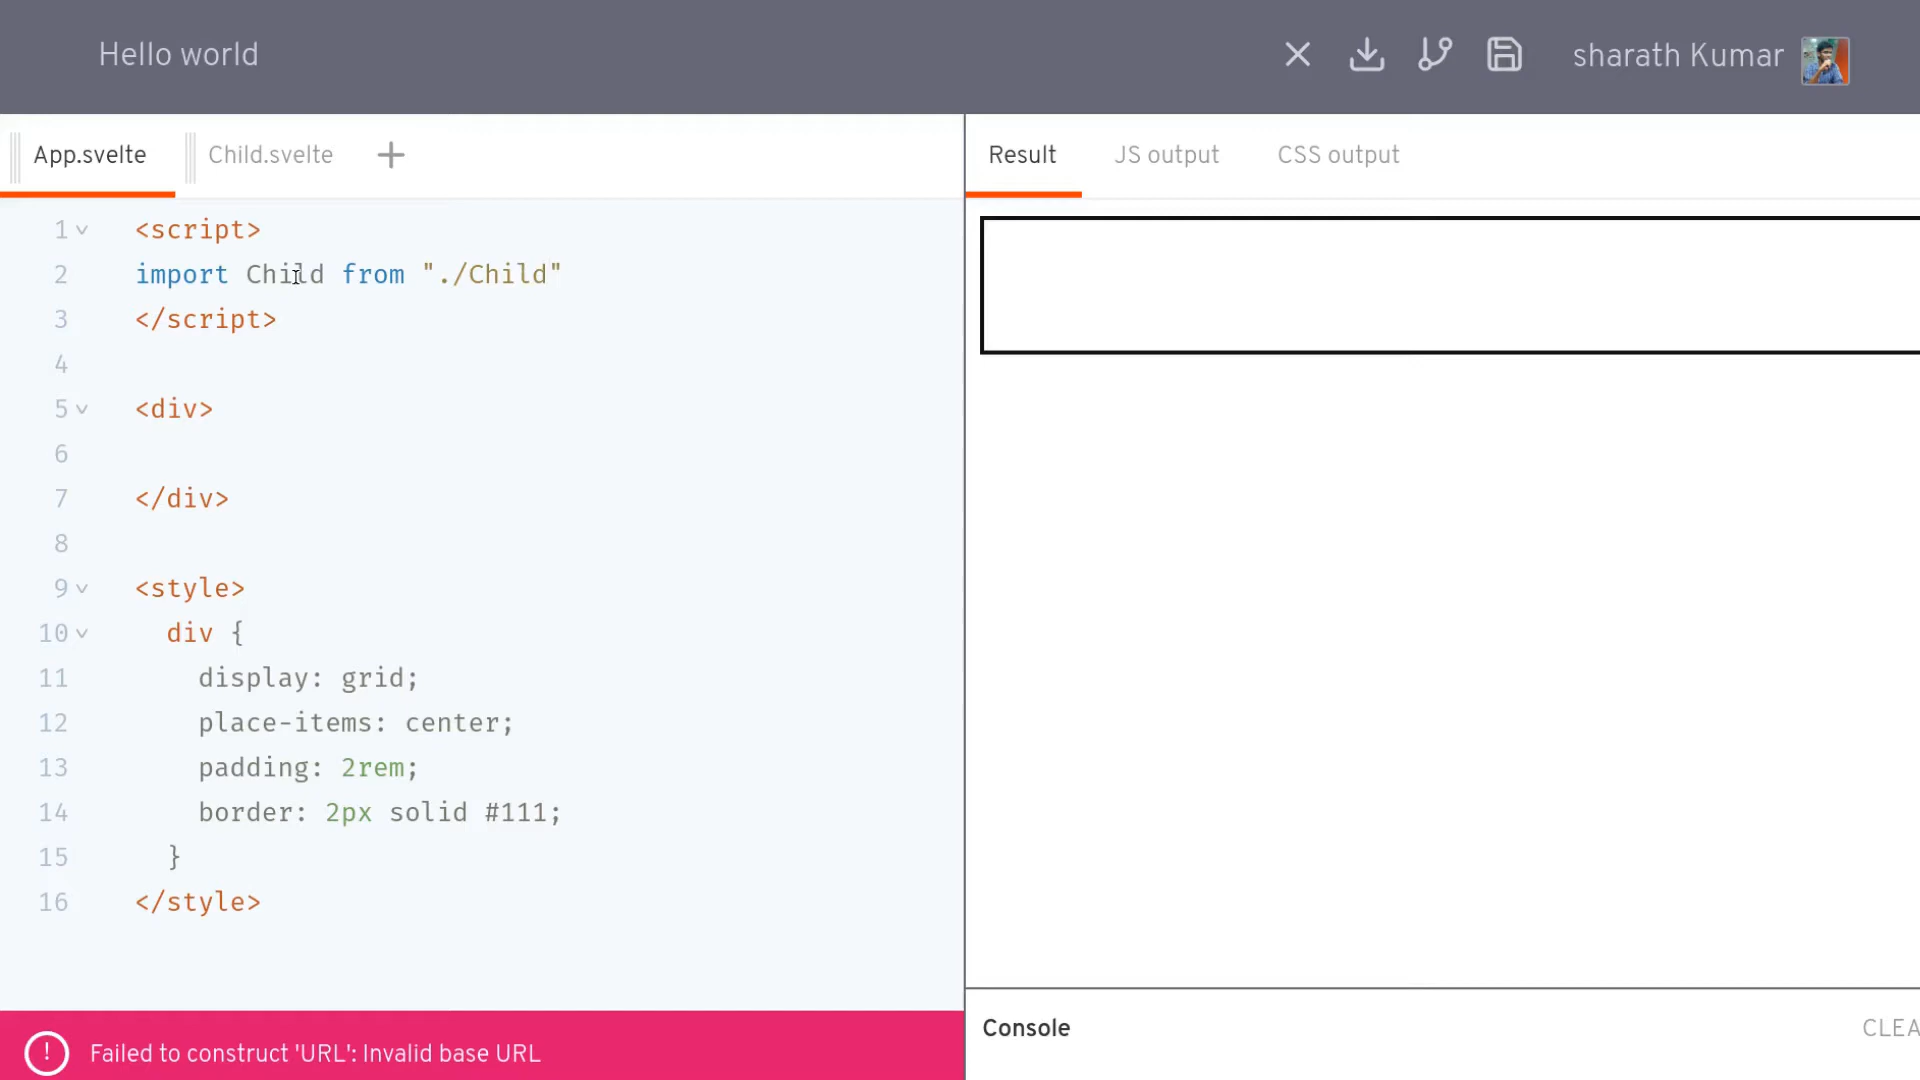 Hello world
sharath Kumar
App.svelte
Child.svelte
+
Result
JS output
CSS output
1 <script>
2 import Child from "./Child"
3 </script>
4
5 <div>
6
7 </div>
8
9 <style>
10 div {
11 display: grid;
12 place-items: center;
13 padding: 2rem;
14 border: 2px solid #111;
15 }
16 </style>
! Failed to construct 'URL': Invalid base URL
Console
CLEA